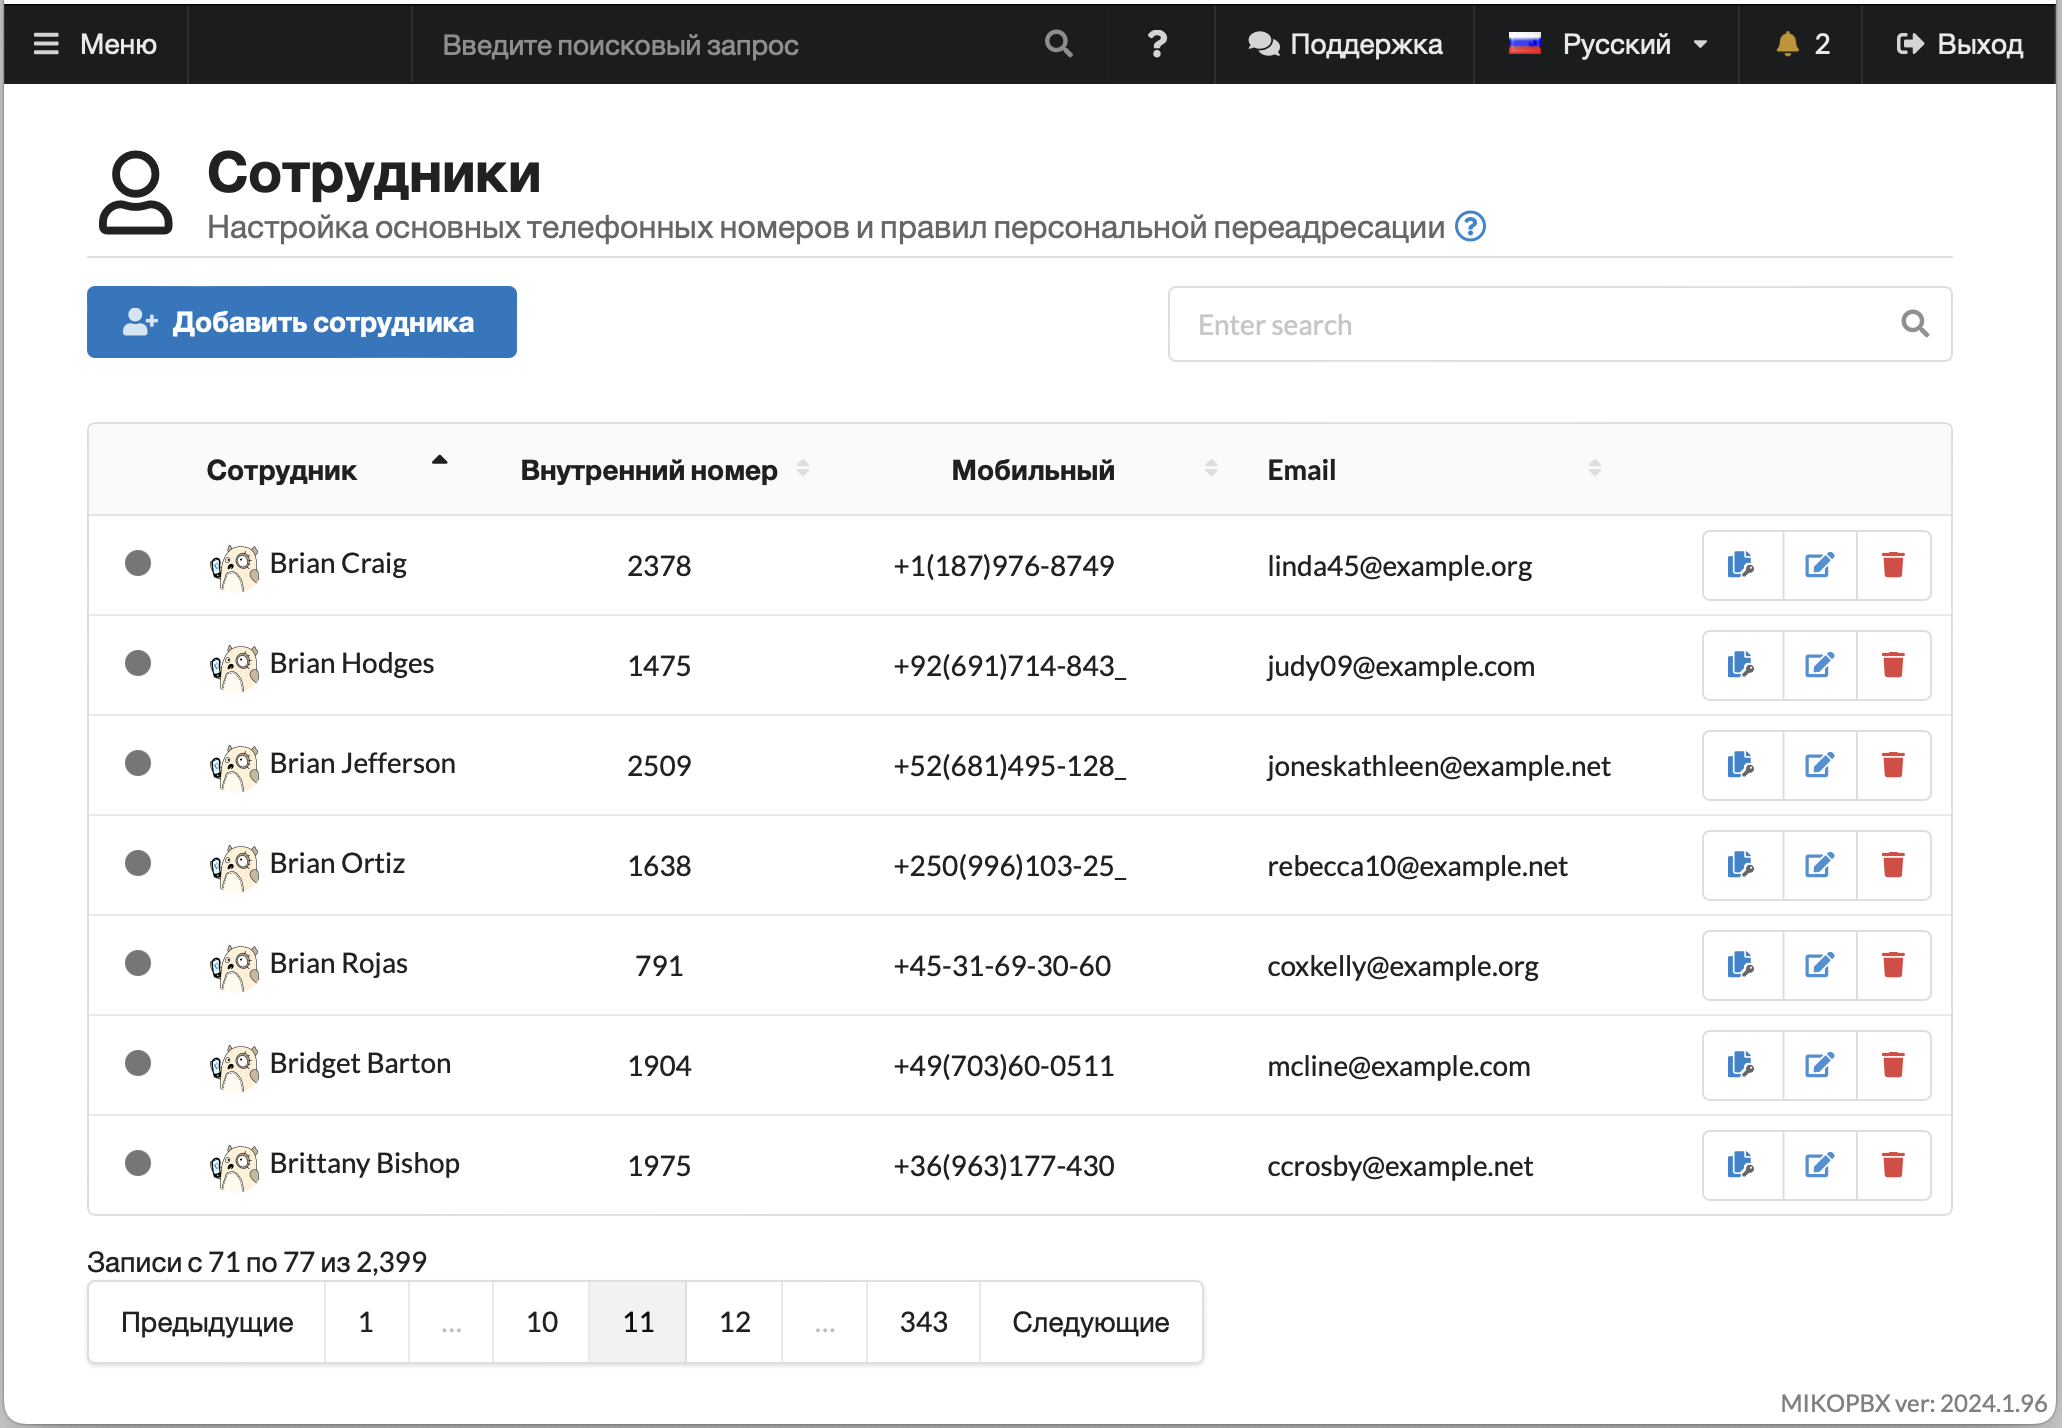 Меню
Введите поисковый запрос
?
Поддержка
Русский
2
Выход
Сотрудники
Настройка основных телефонных номеров и правил персональной переадресации ?
Добавить сотрудника
Enter search
Сотрудник Внутренний номер Мобильный Email
Brian Craig 2378 +1(187)976-8749 linda45@example.org
Brian Hodges 1475 +92(691)714-843_ judy09@example.com
Brian Jefferson 2509 +52(681)495-128_ joneskathleen@example.net
Brian Ortiz 1638 +250(996)103-25_ rebecca10@example.net
Brian Rojas 791 +45-31-69-30-60 coxkelly@example.org
Bridget Barton 1904 +49(703)60-0511 mcline@example.com
Brittany Bishop 1975 +36(963)177-430 ccrosby@example.net
Записи с 71 по 77 из 2,399
Предыдущие 1 ... 10 11 12 ... 343 Следующие
MIKOPBX ver: 2024.1.96